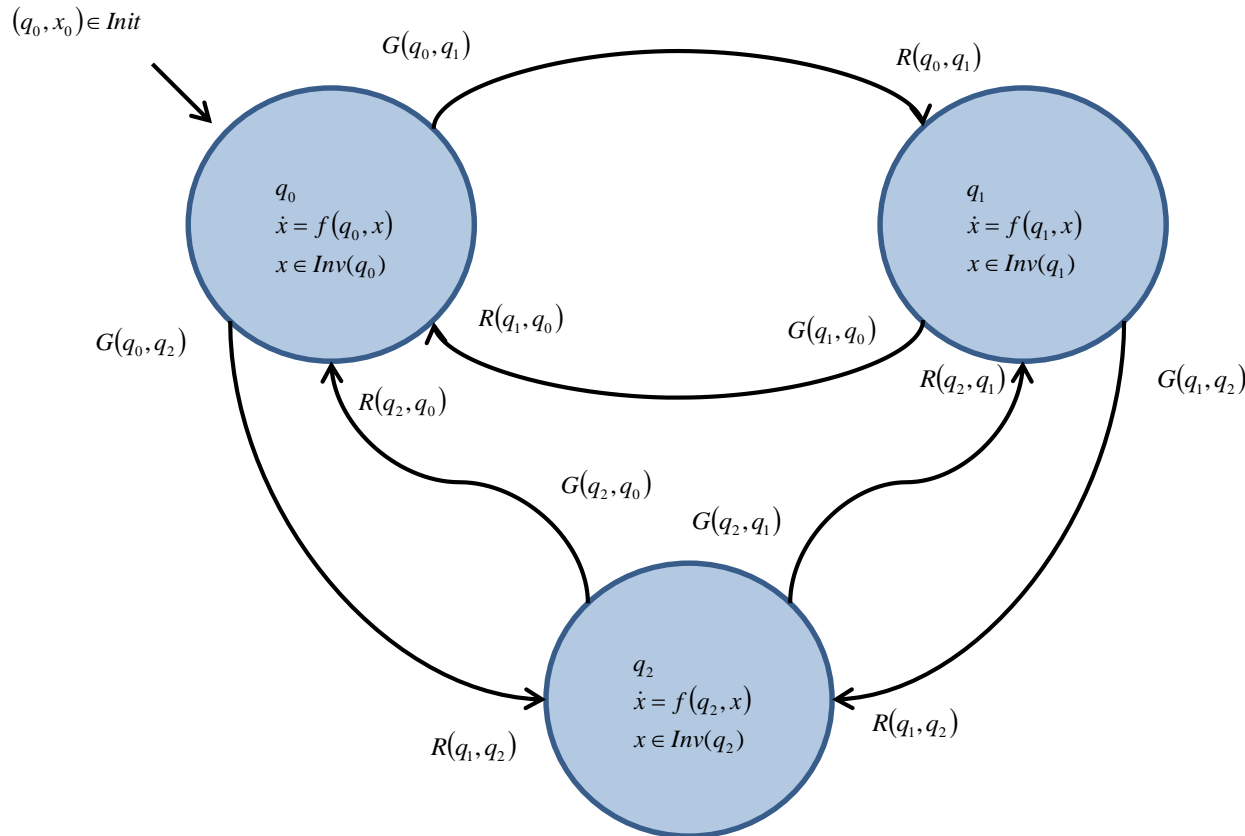 (q₀, x₀) ∈ Init
G(q₀, q₁)
R(q₀, q₁)
q₀
ẋ = f(q₀, x)
x ∈ Inv(q₀)
q₁
ẋ = f(q₁, x)
x ∈ Inv(q₁)
R(q₁, q₀)
G(q₁, q₀)
G(q₀, q₂)
R(q₂, q₀)
R(q₂, q₁)
G(q₁, q₂)
G(q₂, q₀)
G(q₂, q₁)
q₂
ẋ = f(q₂, x)
x ∈ Inv(q₂)
R(q₁, q₂)
R(q₁, q₂)